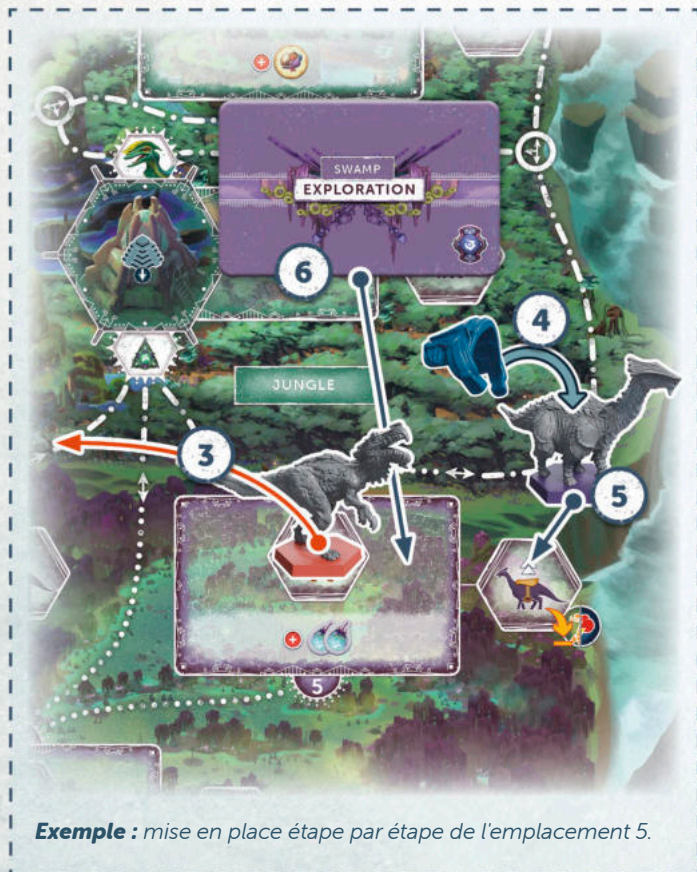 SWAMP
EXPLORATION
6
4
JUNGLE
3
5
5
Exemple : mise en place étape par étape de l'emplacement 5.